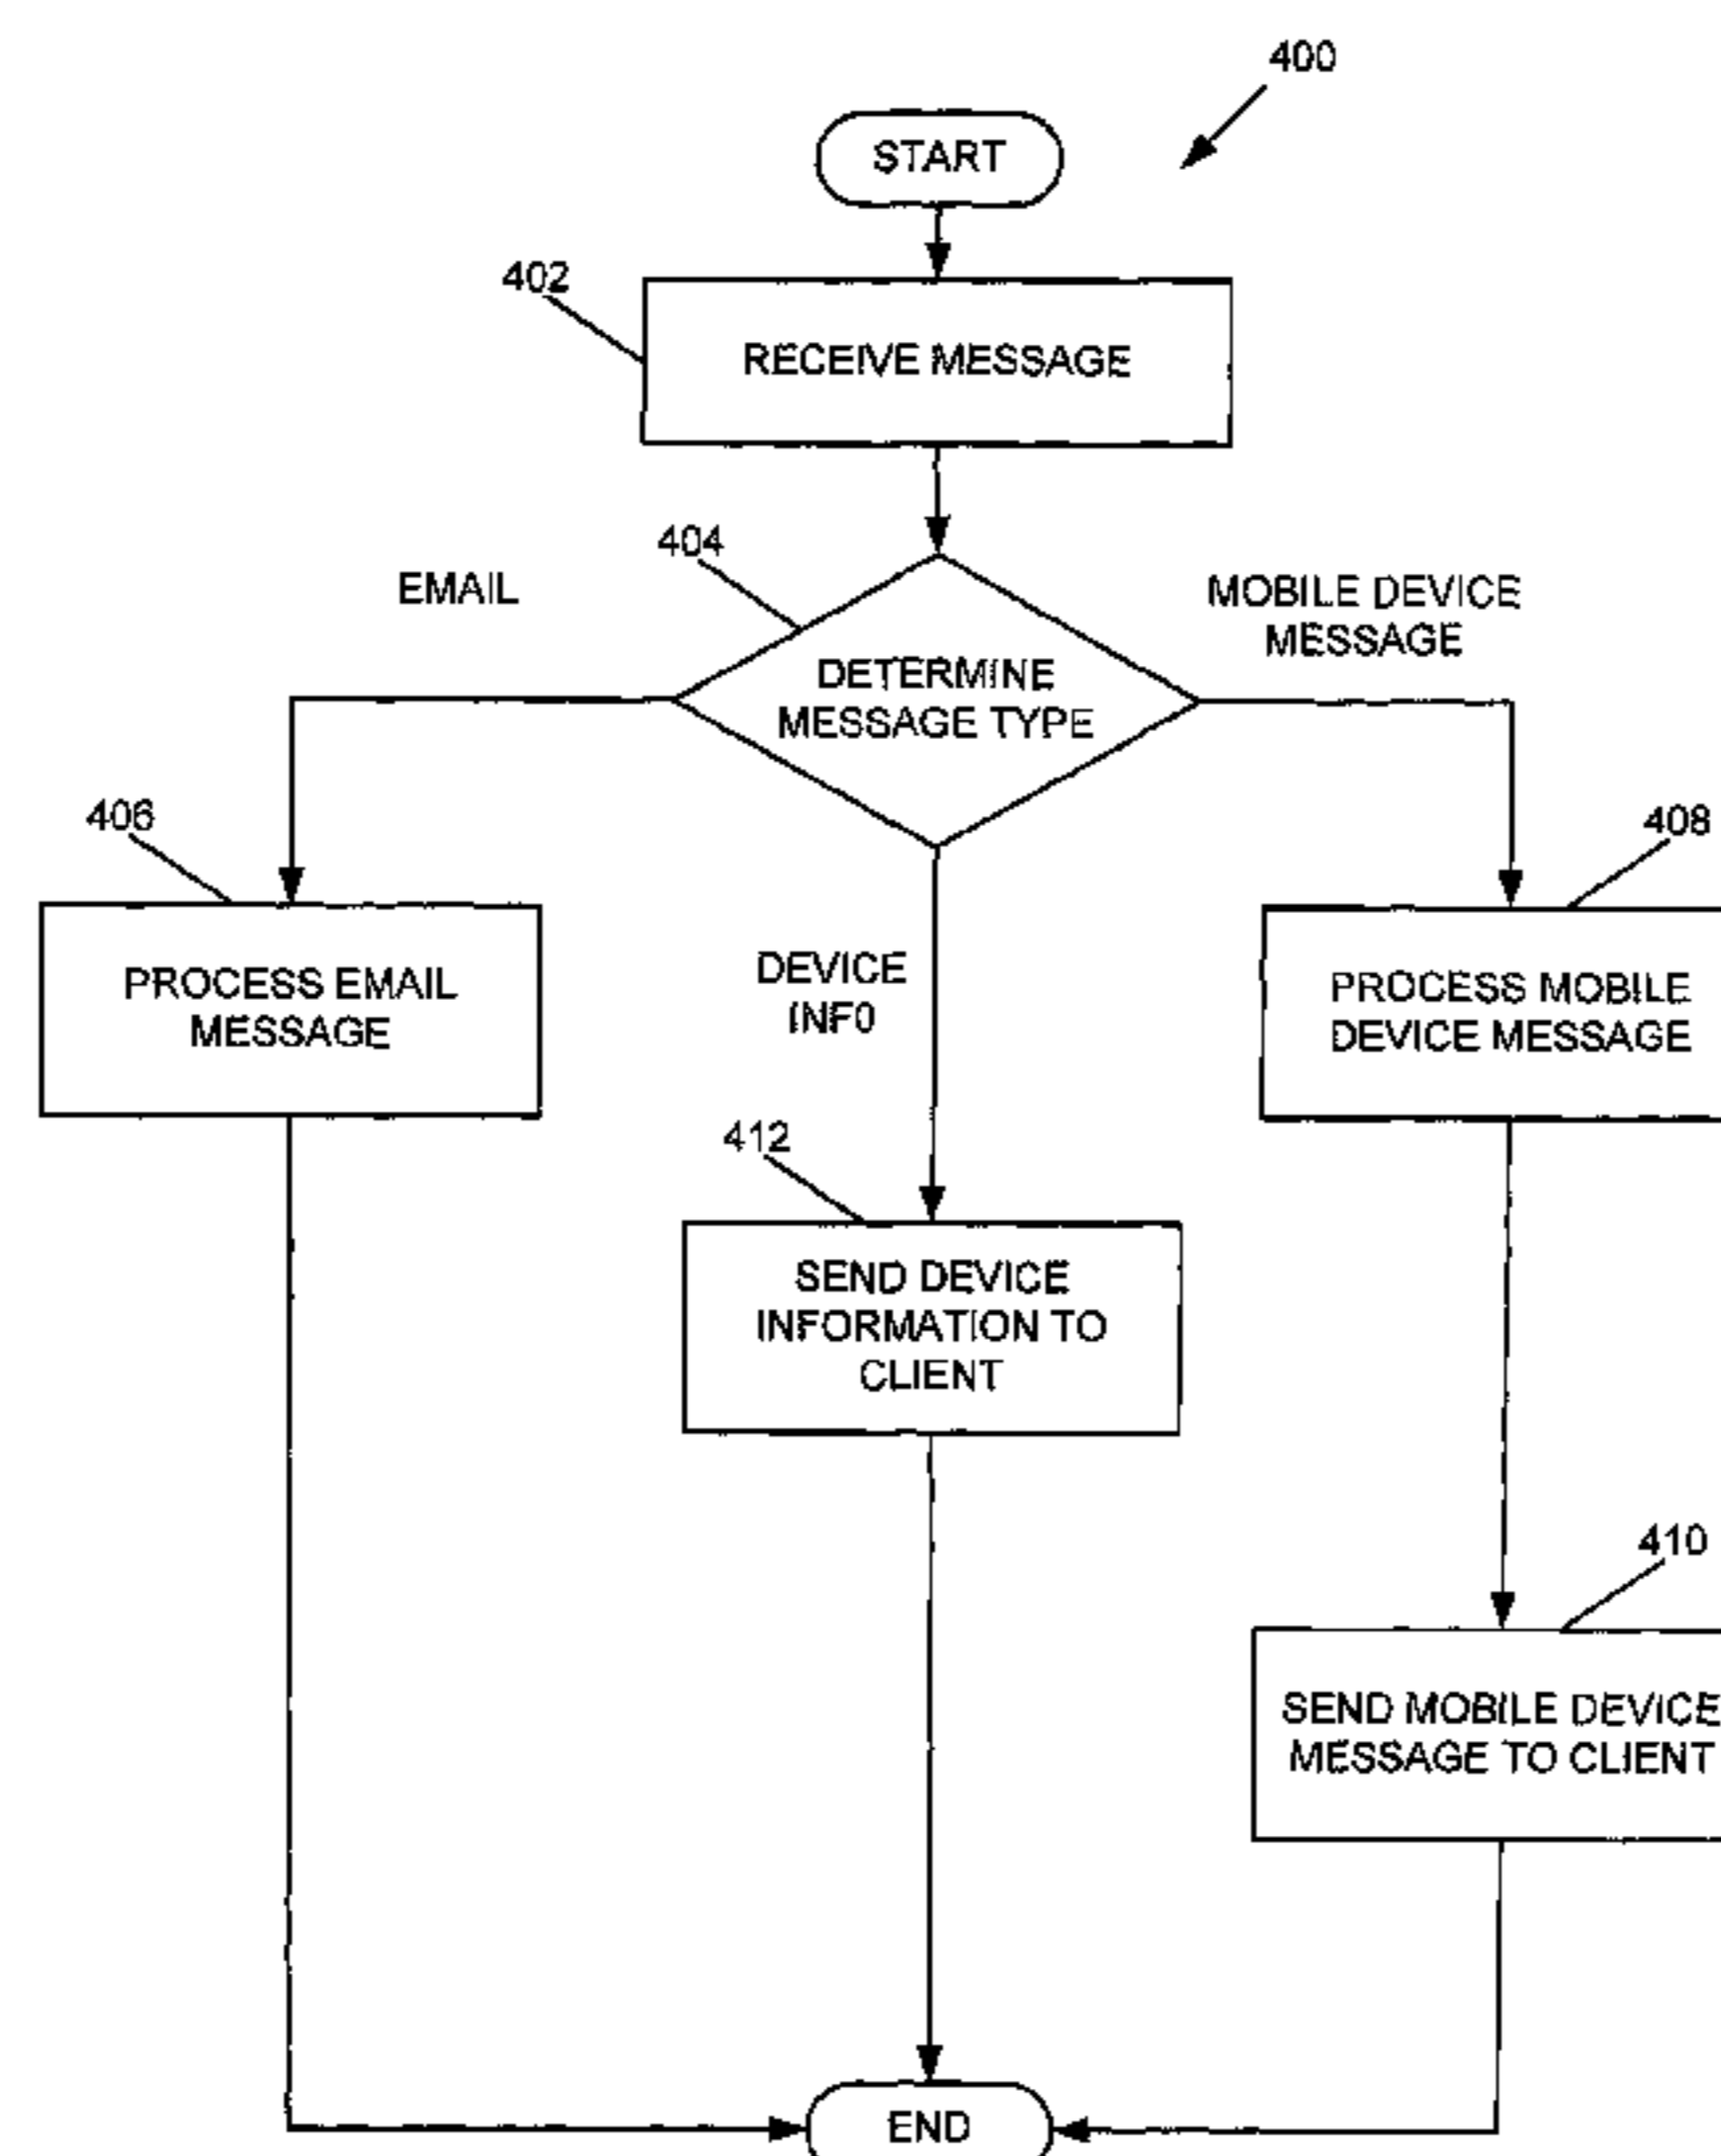 400
START
402
RECEIVE MESSAGE
404
EMAIL
MOBILE DEVICE
MESSAGE
DETERMINE
MESSAGE TYPE
406
408
PROCESS EMAIL
MESSAGE
DEVICE
INF0
PROCESS MOBILE
DEVICE MESSAGE
412
SEND DEVICE
INFORMATION TO
CLIENT
410
SEND MOBILE DEVICE
MESSAGE TO CLIENT
END